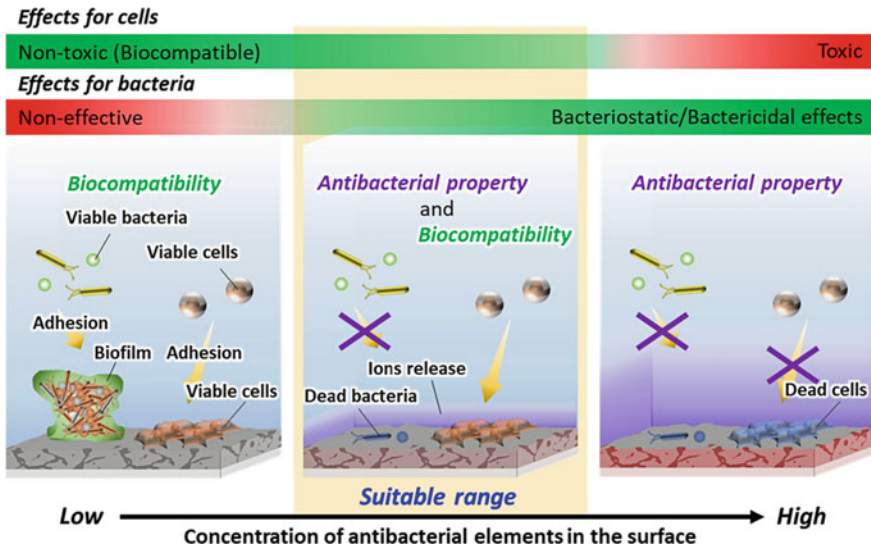 Effects for cells
Non-toxic (Biocompatible)
Toxic
Effects for bacteria
Non-effective
Bacteriostatic/Bactericidal effects
Biocompatibility
Viable bacteria
Viable cells
Adhesion
Biofilm
Adhesion
Viable cells
Antibacterial property
and
Biocompatibility
Ions release
Dead bacteria
Antibacterial property
Dead cells
Suitable range
Low
High
Concentration of antibacterial elements in the surface